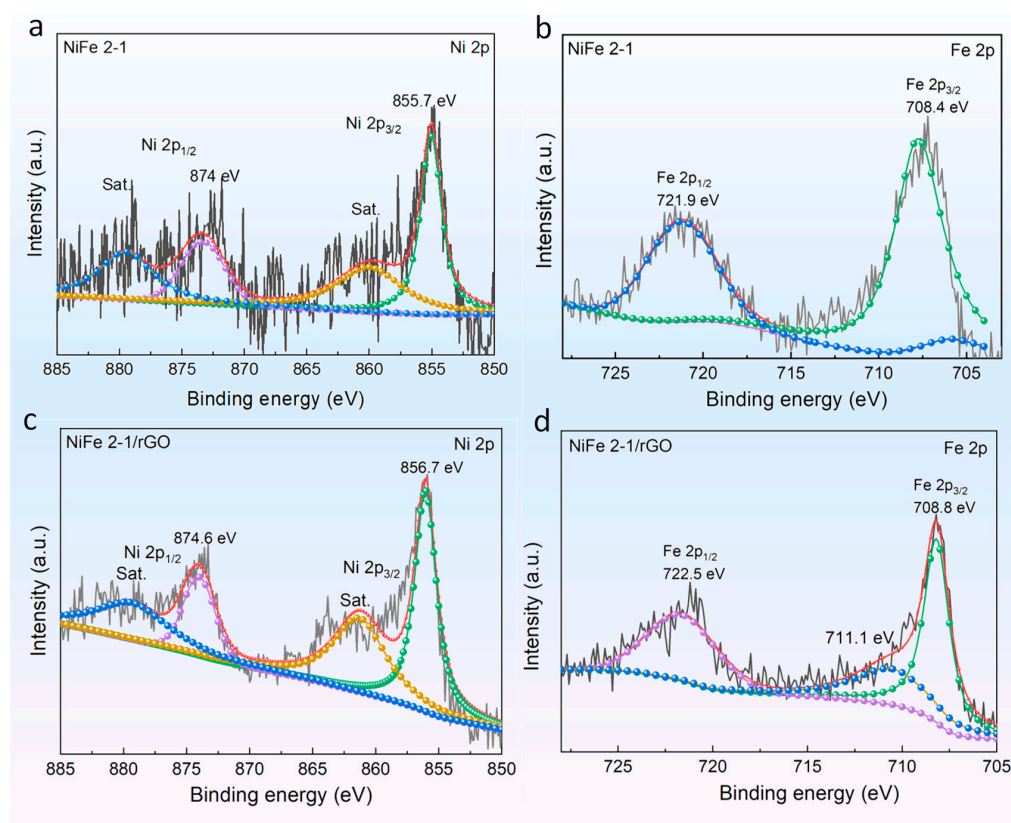 a
NiFe 2-1
Ni 2p
855.7 eV
Ni 2p3/2
Ni 2p1/2
874 eV
Sat.
Sat.
Intensity (a.u.)
885 880 875 870 865 860 855 850
Binding energy (eV)
b
NiFe 2-1
Fe 2p
Fe 2p3/2
708.4 eV
Fe 2p1/2
721.9 eV
Intensity (a.u.)
725 720 715 710 705
Binding energy (eV)
c
NiFe 2-1/rGO
Ni 2p
856.7 eV
874.6 eV
Ni 2p1/2
Sat.
Ni 2p3/2
Sat.
Intensity (a.u.)
885 880 875 870 865 860 855 850
Binding energy (eV)
d
NiFe 2-1/rGO
Fe 2p
Fe 2p3/2
708.8 eV
Fe 2p1/2
722.5 eV
711.1 eV
Intensity (a.u.)
725 720 715 710 705
Binding energy (eV)